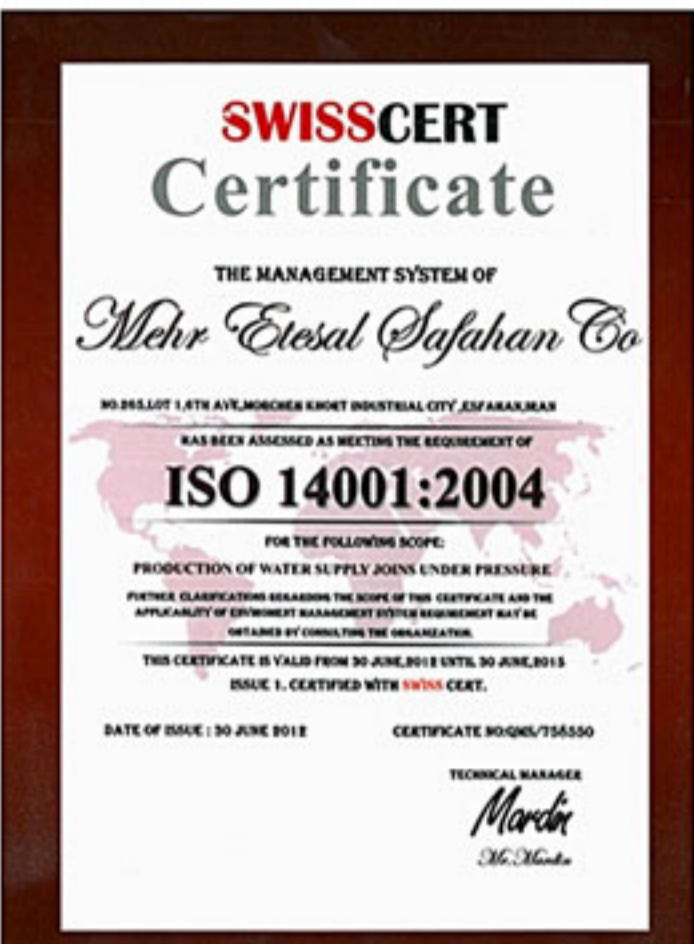 SWISSCERT
Certificate
THE MANAGEMENT SYSTEM OF
Mehr Etesal Safahan Co
NO.265,LOT 1,6TH AVE,MORCHEH KHORT INDUSTRIAL CITY ,ESFAHAN,IRAN
HAS BEEN ASSESSED AS MEETING THE REQUIREMENT OF
ISO 14001:2004
FOR THE FOLLOWING SCOPE:
PRODUCTION OF WATER SUPPLY JOINS UNDER PRESSURE
FURTHER CLARIFICATIONS REGARDING THE SCOPE OF THIS CERTIFICATE AND THE
APPLICABLITY OF ENVIROMENT MANAGEMENT SYSTEM REQUIREMENT MAY BE
OBTAINED BY CONSULTING THE ORGANIZATION.
THIS CERTIFICATE IS VALID FROM 30 JUNE,2012 UNTIL 30 JUNE,2015
ISSUE 1. CERTIFIED WITH SWISS CERT.
DATE OF ISSUE : 30 JUNE 2012
CERTIFICATE NO:QMS/758550
TECHNICAL MANAGER
Mardin
Mr.Mardin